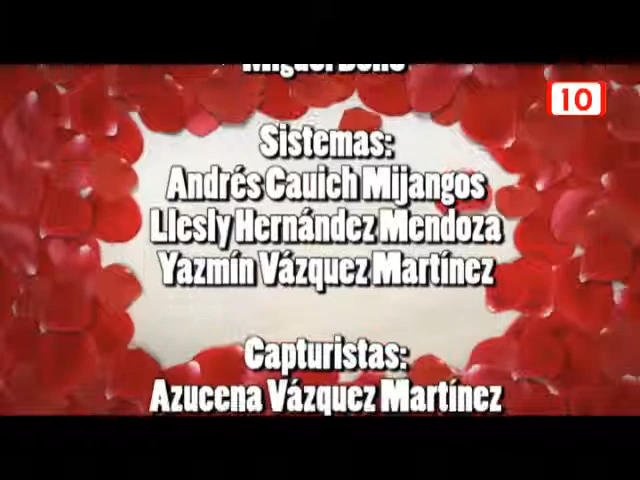 10
Sistemas:
Andrés Cauich Mijangos
Llesly Hernández Mendoza
Yazmín Vázquez Martínez
Capturistas:
Azucena Vázquez Martínez